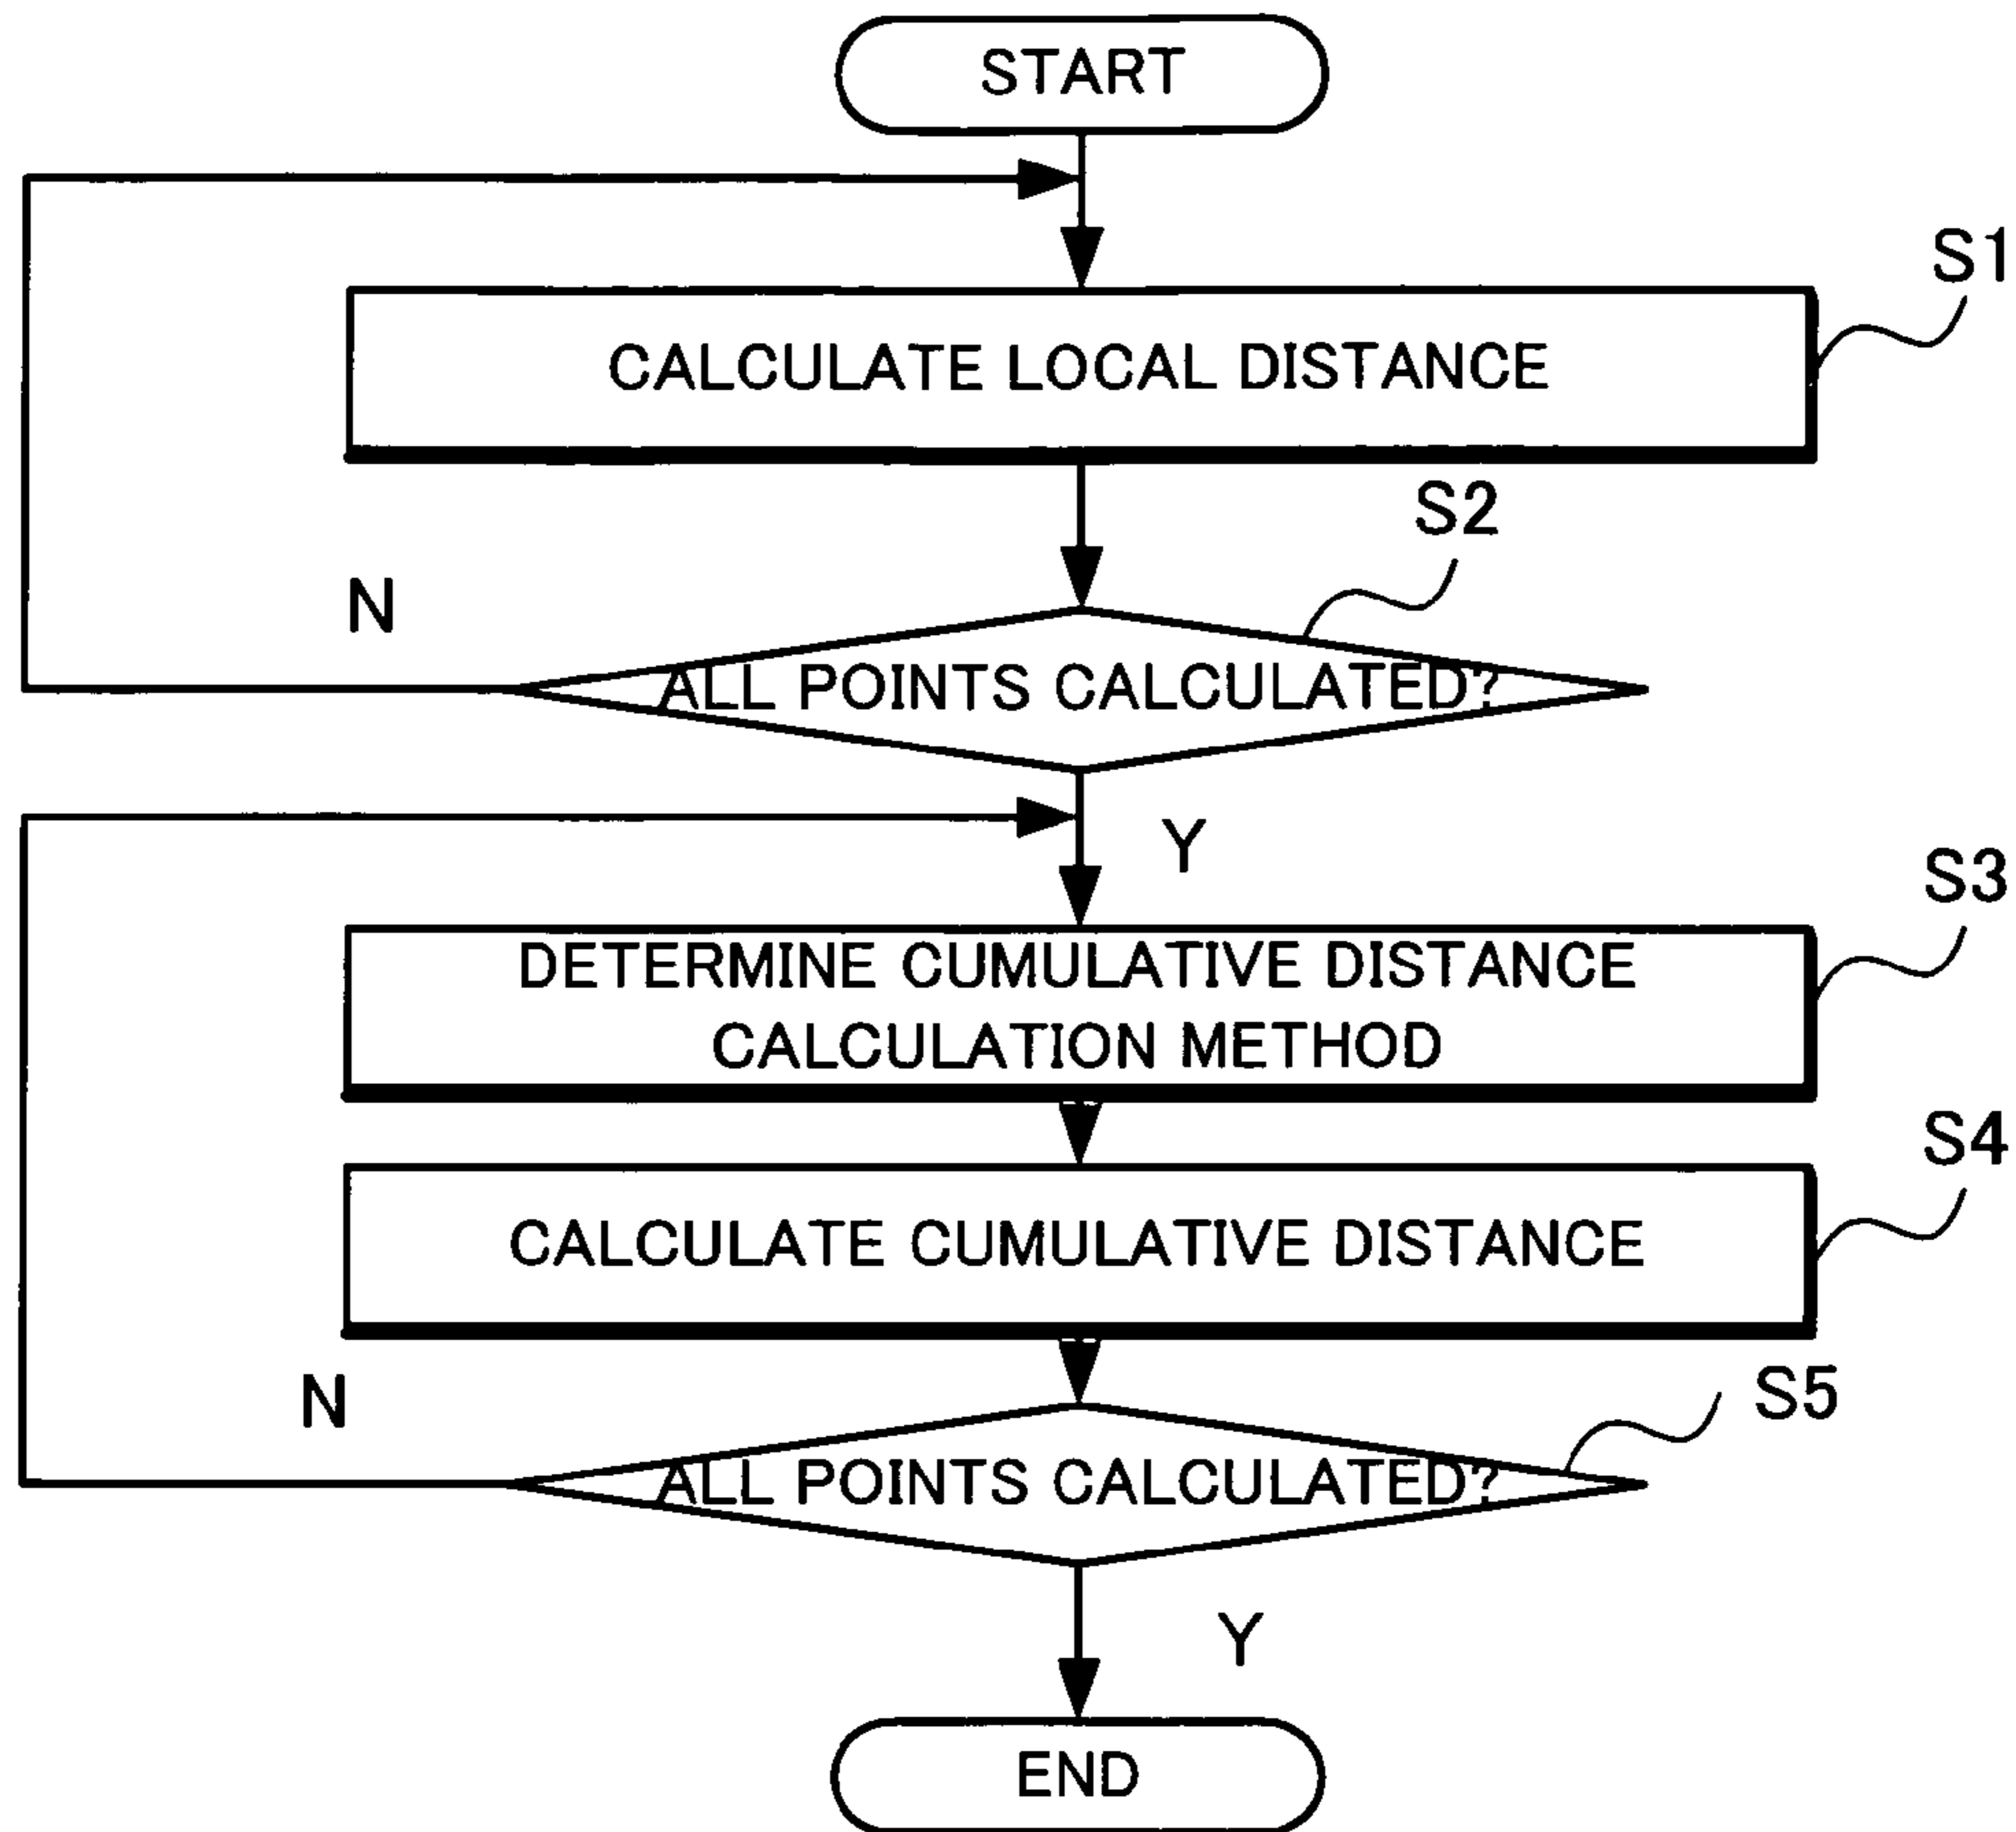 START
S1
CALCULATE LOCAL DISTANCE
S2
N
ALL POINTS CALCULATED?
Y
S3
DETERMINE CUMULATIVE DISTANCE
CALCULATION METHOD
S4
CALCULATE CUMULATIVE DISTANCE
N
S5
ALL POINTS CALCULATED?
Y
END